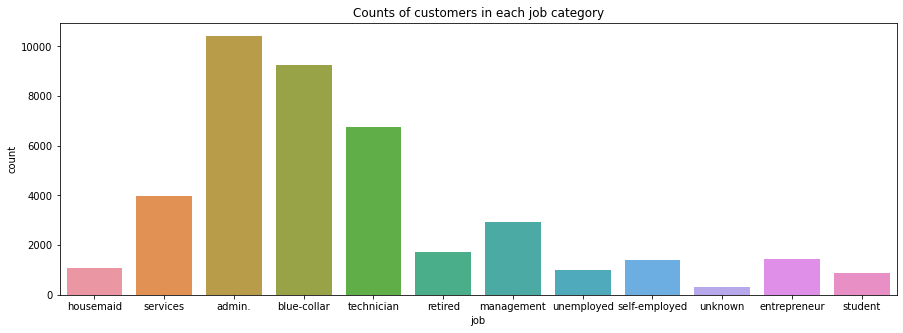 Counts of customers in each job category
count
10000
8000
6000
4000
2000
0
housemaid services admin. blue-collar technician retired management unemployed self-employed unknown entrepreneur student
job